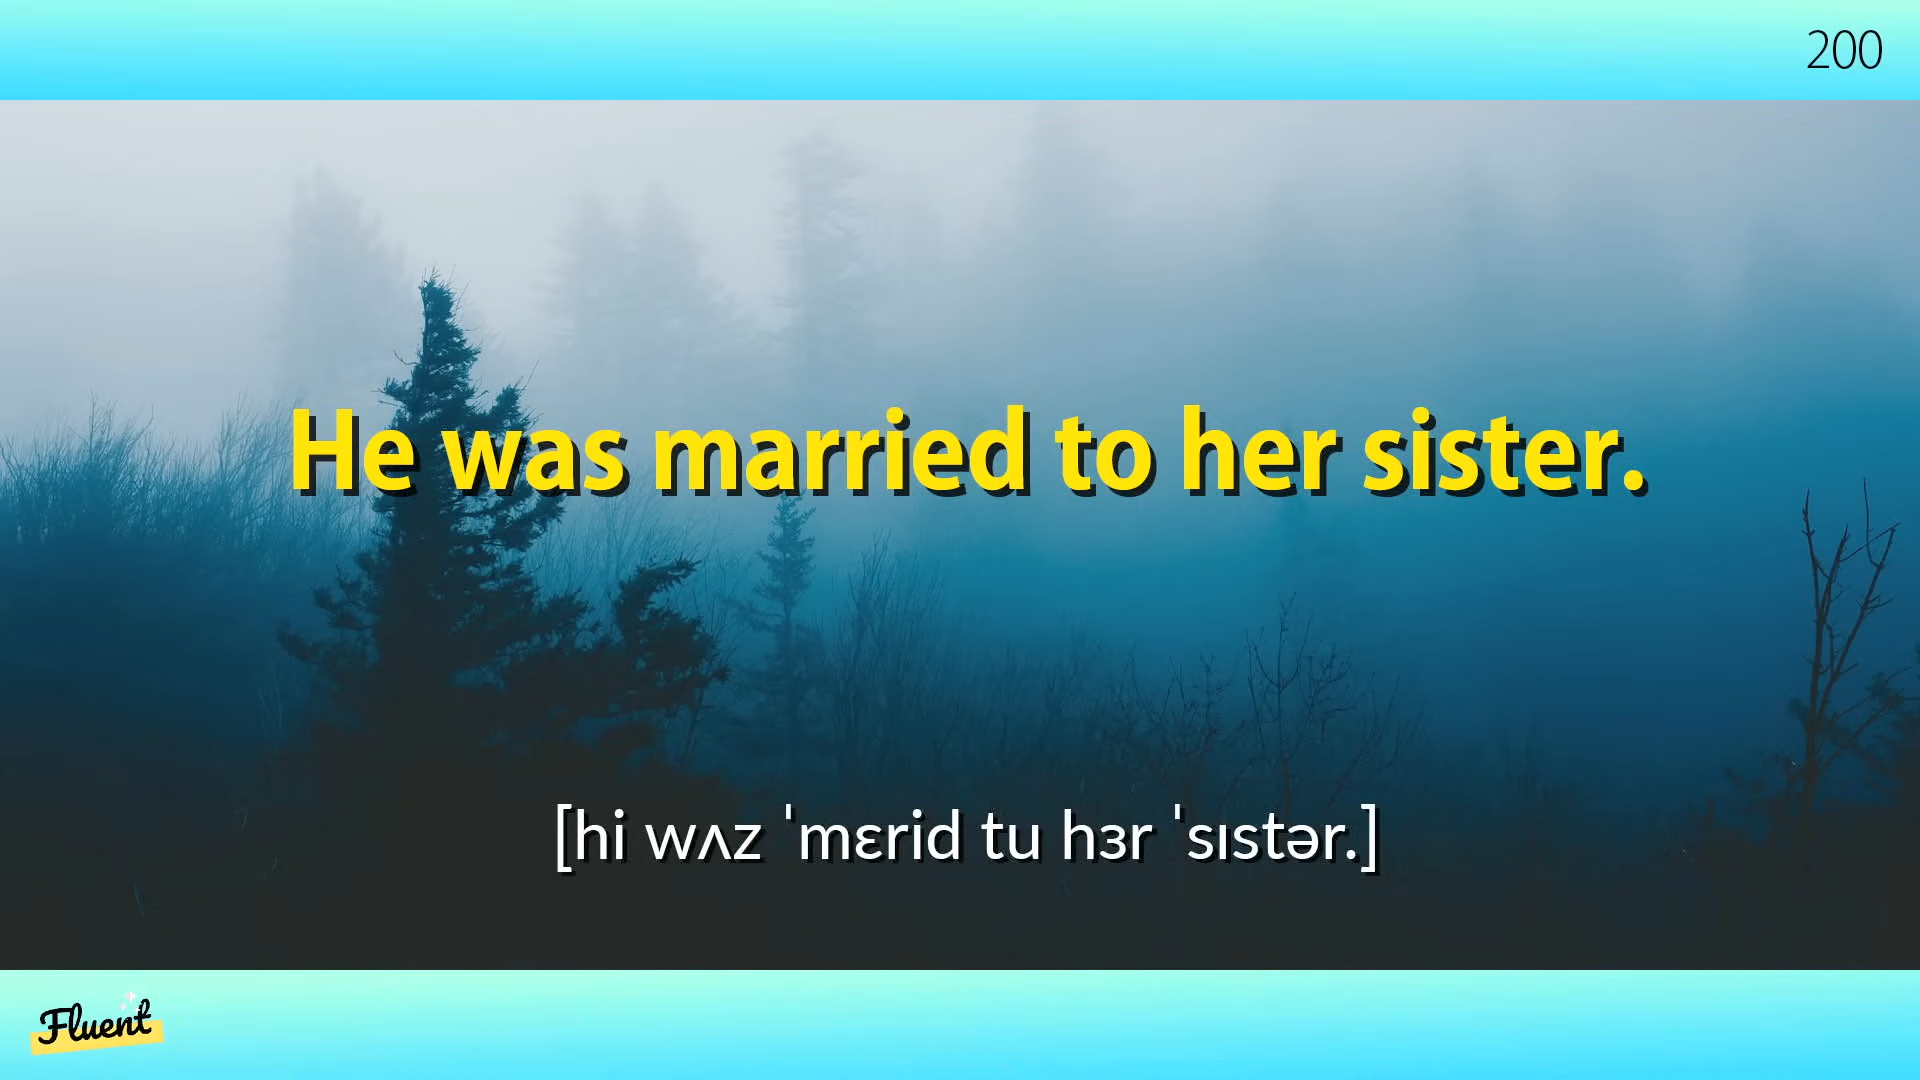 200
He was married to her sister.
[hi wʌz ˈmɛrid tu hɜr ˈsɪstər.]
Fluent